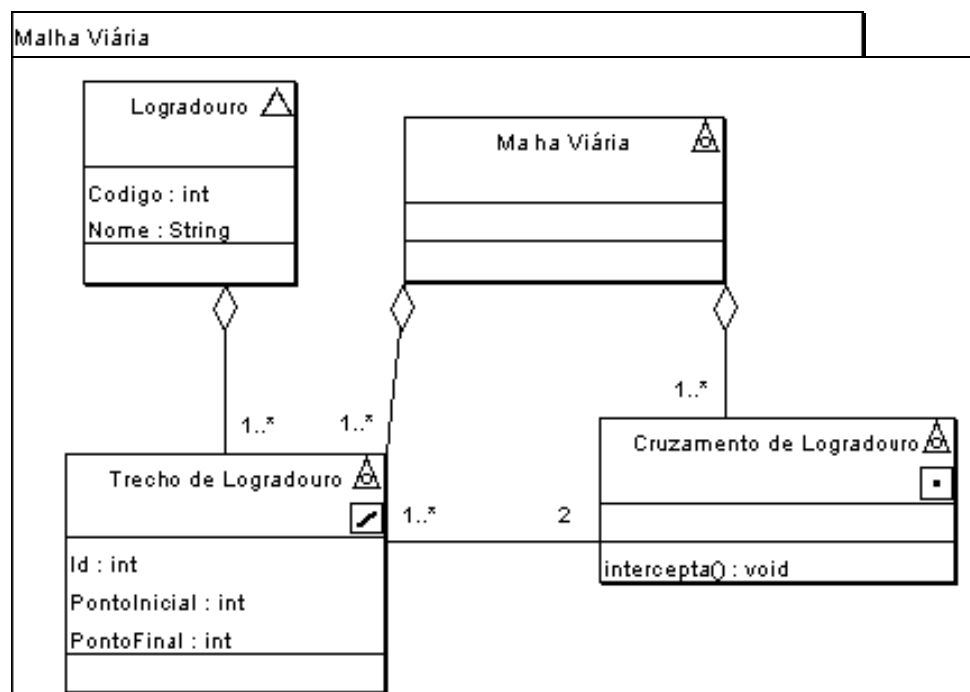 Malha Viária
Logradouro
Codigo : int
Nome : String
Ma ha Viária
1..*
1..*
1..*
Trecho de Logradouro
Id : int
PontoInicial : int
PontoFinal : int
1..*
2
Cruzamento de Logradouro
intercepta() : void